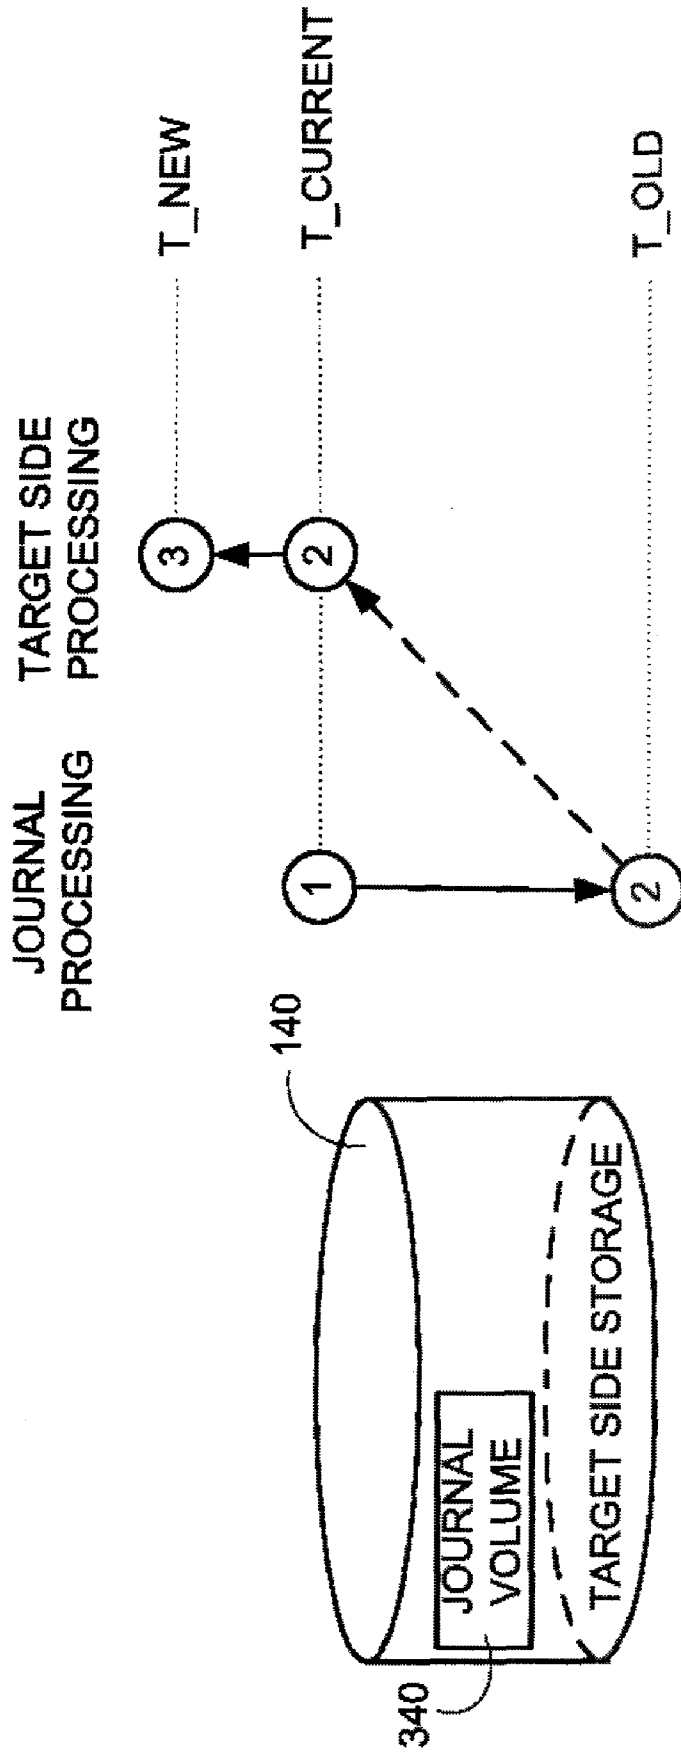 JOURNAL
PROCESSING
TARGET SIDE
PROCESSING
3
T_NEW
140
1
2
T_CURRENT
340
JOURNAL
VOLUME
TARGET SIDE STORAGE
2
T_OLD